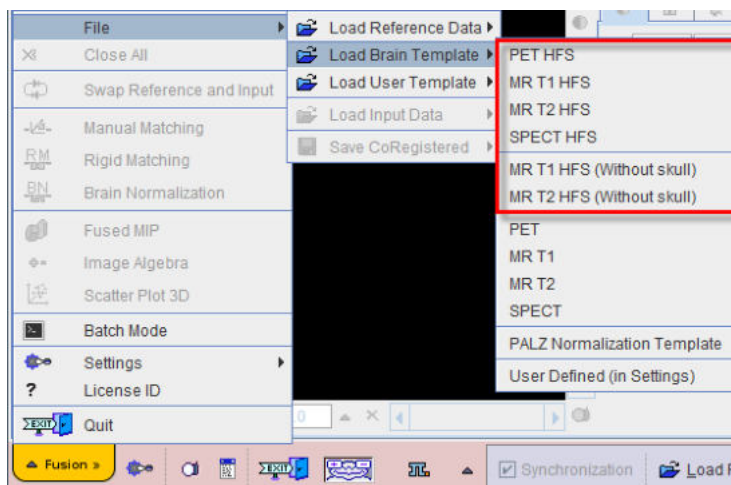 File
Close All
Swap Reference and Input
Manual Matching
RM
Rigid Matching
BN
Brain Normalization
Fused MIP
Image Algebra
Scatter Plot 3D
Batch Mode
Settings
? License ID
EXIT Quit
Load Reference Data
Load Brain Template
Load User Template
Load Input Data
Save CoRegistered
PET HFS
MR T1 HFS
MR T2 HFS
SPECT HFS
MR T1 HFS (Without skull)
MR T2 HFS (Without skull)
PET
MR T1
MR T2
SPECT
PALZ Normalization Template
User Defined (in Settings)
Fusion »
EXIT
Synchronization
Load